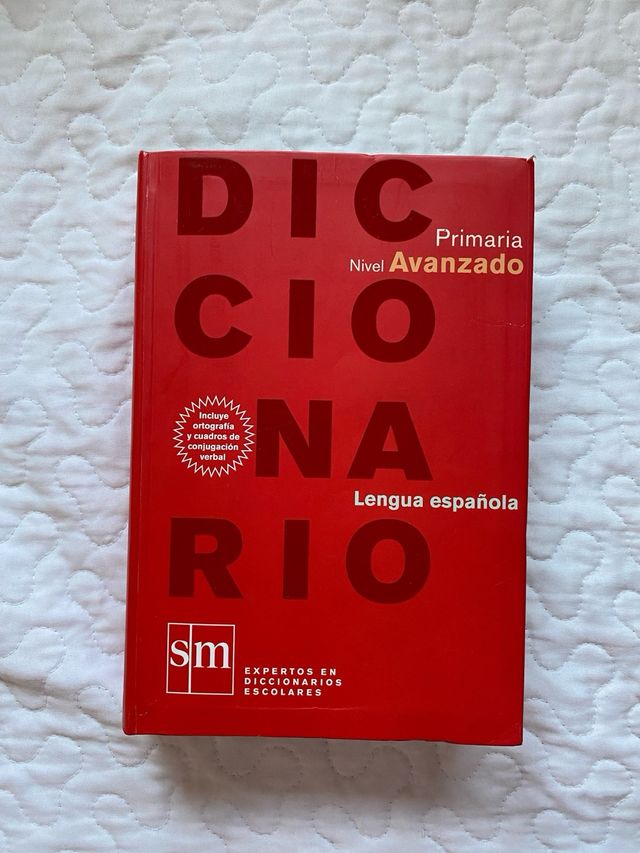 DIC
Primaria
Nivel Avanzado
CIO
NA
Incluye
ortografía
y cuadros de
conjugación
verbal
Lengua española
RIO
sm
EXPERTOS EN
DICCIONARIOS
ESCOLARES